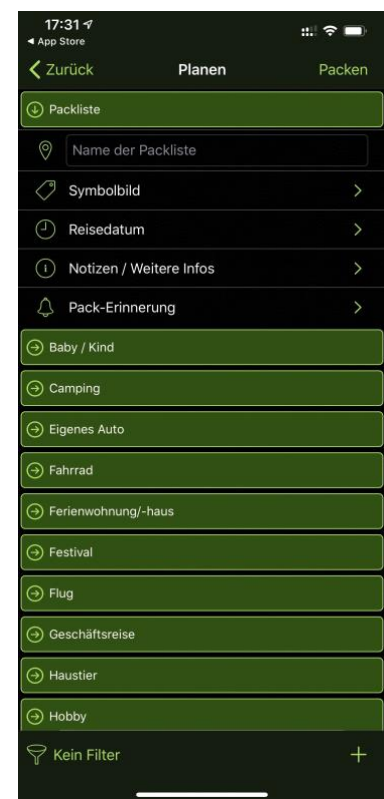 17:31
App Store
Zurück
Planen
Packen
Packliste
Name der Packliste
Symbolbild
Reisedatum
Notizen / Weitere Infos
Pack-Erinnerung
Baby / Kind
Camping
Eigenes Auto
Fahrrad
Ferienwohnung/-haus
Festival
Flug
Geschäftsreise
Haustier
Hobby
Kein Filter